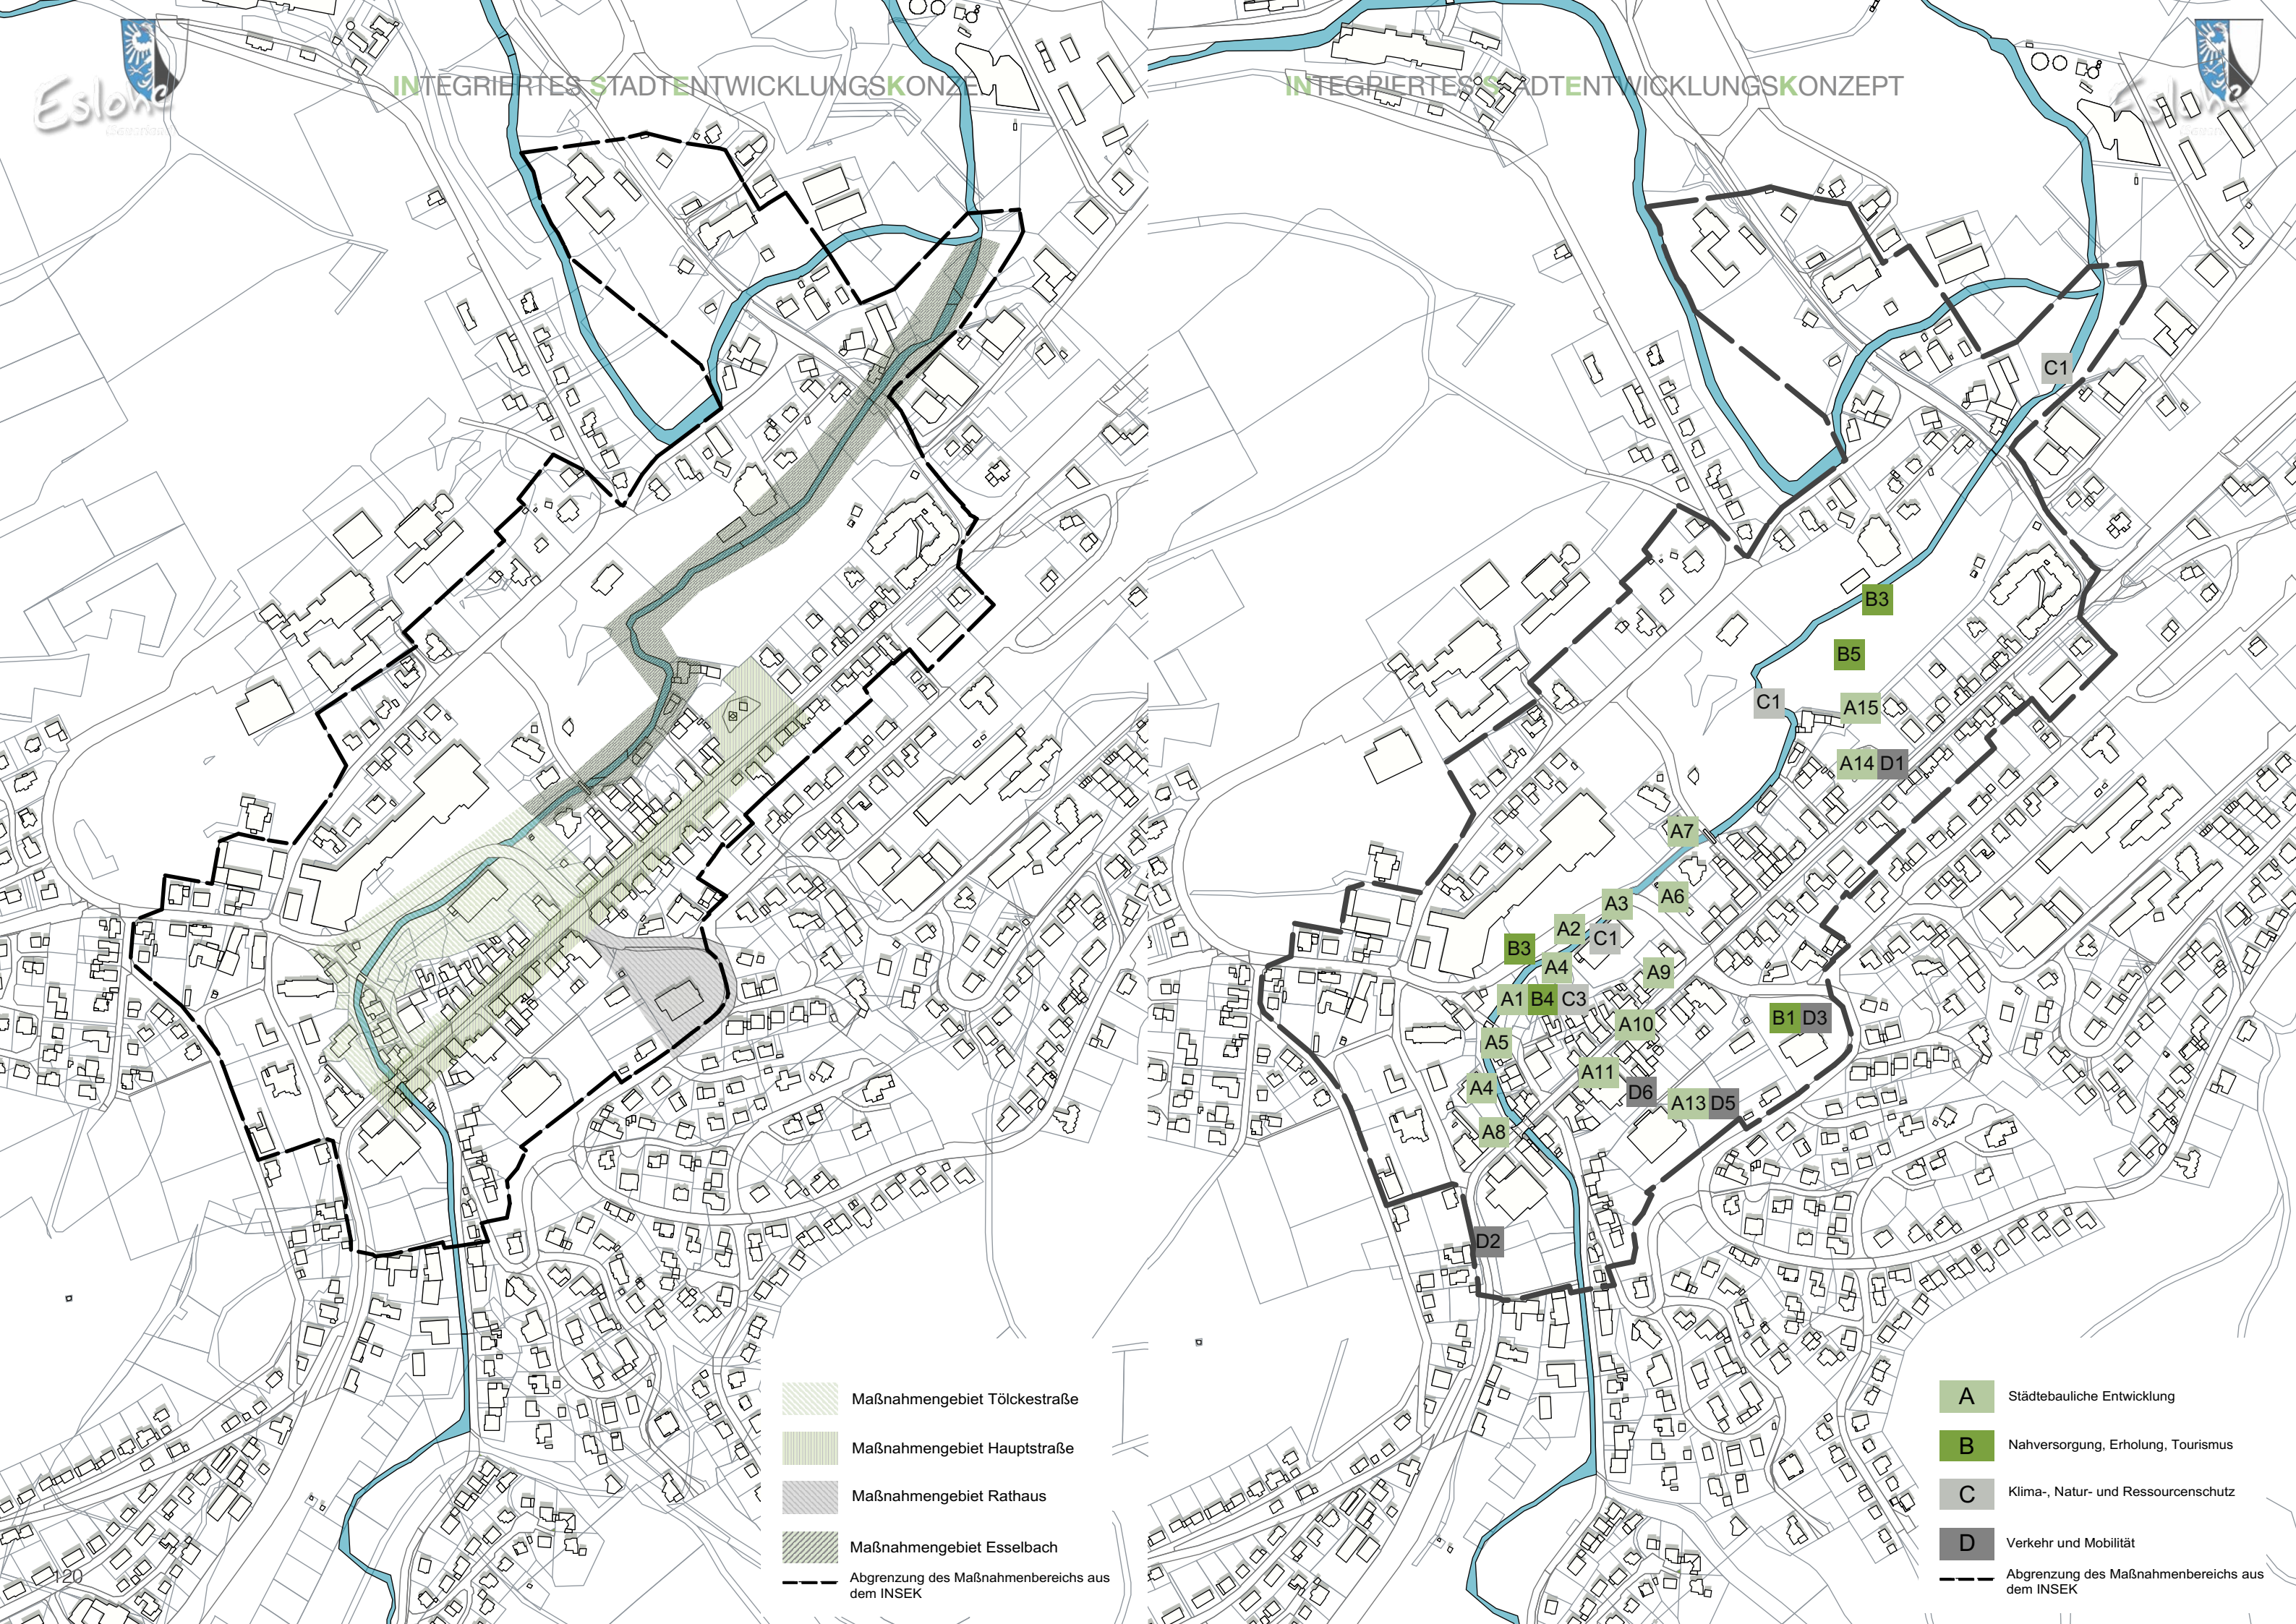 Eslohe
INTEGRIERTES STADTENTWICKLUNGSKONZE
Maßnahmengebiet Tölckestraße
Maßnahmengebiet Hauptstraße
Maßnahmengebiet Rathaus
Maßnahmengebiet Esselbach
Abgrenzung des Maßnahmenbereichs aus
dem INSEK
120
INTEGRIERTES STADTENTWICKLUNGSKONZEPT
Eslohe
C1
B3
B5
C1
A15
A14 D1
A7
A6
A3
A2
C1
B3
A4
A9
A1 B4 C3
B1 D3
A10
A5
A11
A4
D6
A13 D5
A8
D2
A Städtebauliche Entwicklung
B Nahversorgung, Erholung, Tourismus
C Klima-, Natur- und Ressourcenschutz
D Verkehr und Mobilität
Abgrenzung des Maßnahmenbereichs aus
dem INSEK